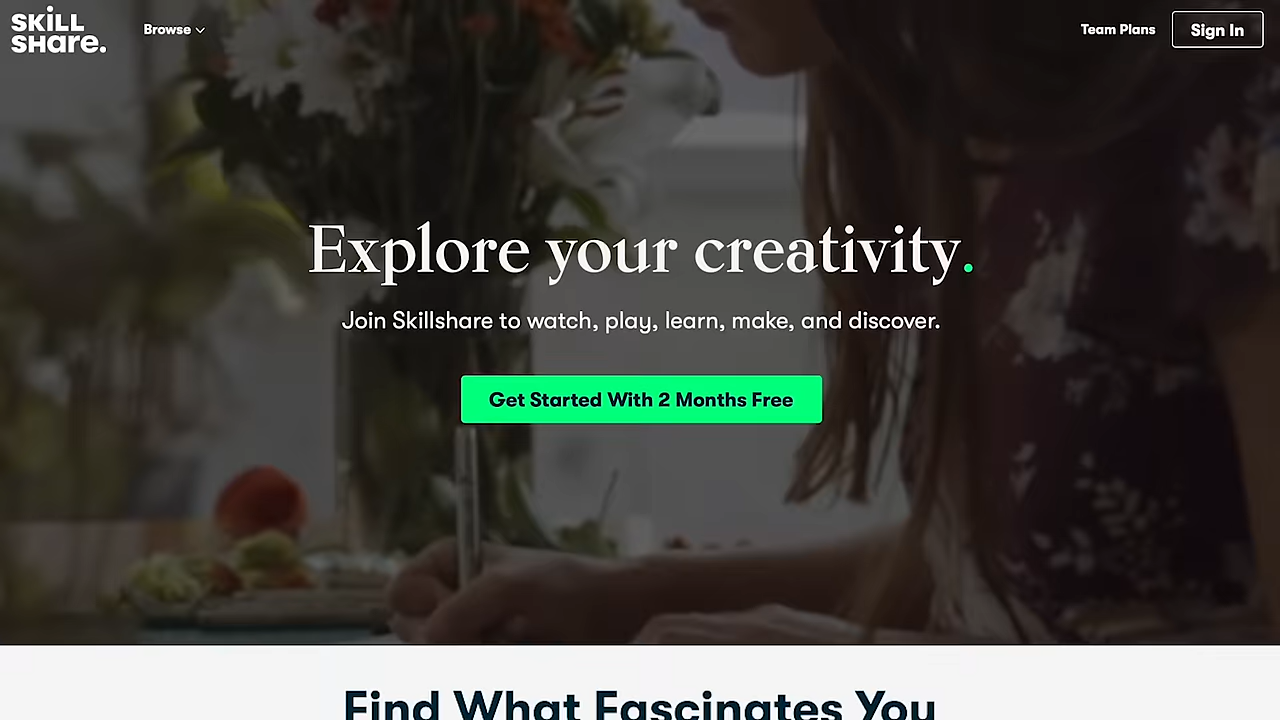 SKiLL
SHare.
Browse
Team Plans
Sign In
Explore your creativity.
Join Skillshare to watch, play, learn, make, and discover.
Get Started With 2 Months Free
Find What Fascinates You